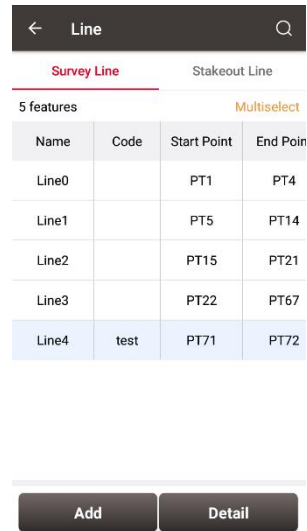 Line
Survey Line Stakeout Line
5 features Multiselect
Name Code Start Point End Poin
Line0 PT1 PT4
Line1 PT5 PT14
Line2 PT15 PT21
Line3 PT22 PT67
Line4 test PT71 PT72
Add Detail